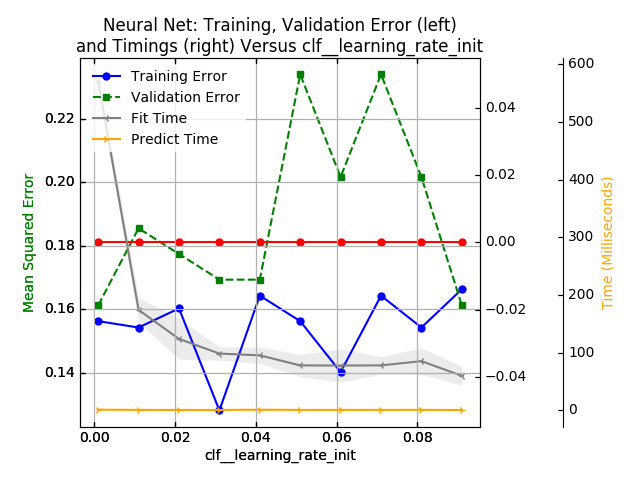 Neural Net: Training, Validation Error (left)
and Timings (right) Versus clf__learning_rate_init
Training Error
Validation Error
Fit Time
Predict Time
Mean Squared Error
0.22
0.20
0.18
0.16
0.14
0.04
0.02
0.00
−0.02
−0.04
600
500
400
300
200
100
0
Time (Milliseconds)
0.00 0.02 0.04 0.06 0.08
clf__learning_rate_init